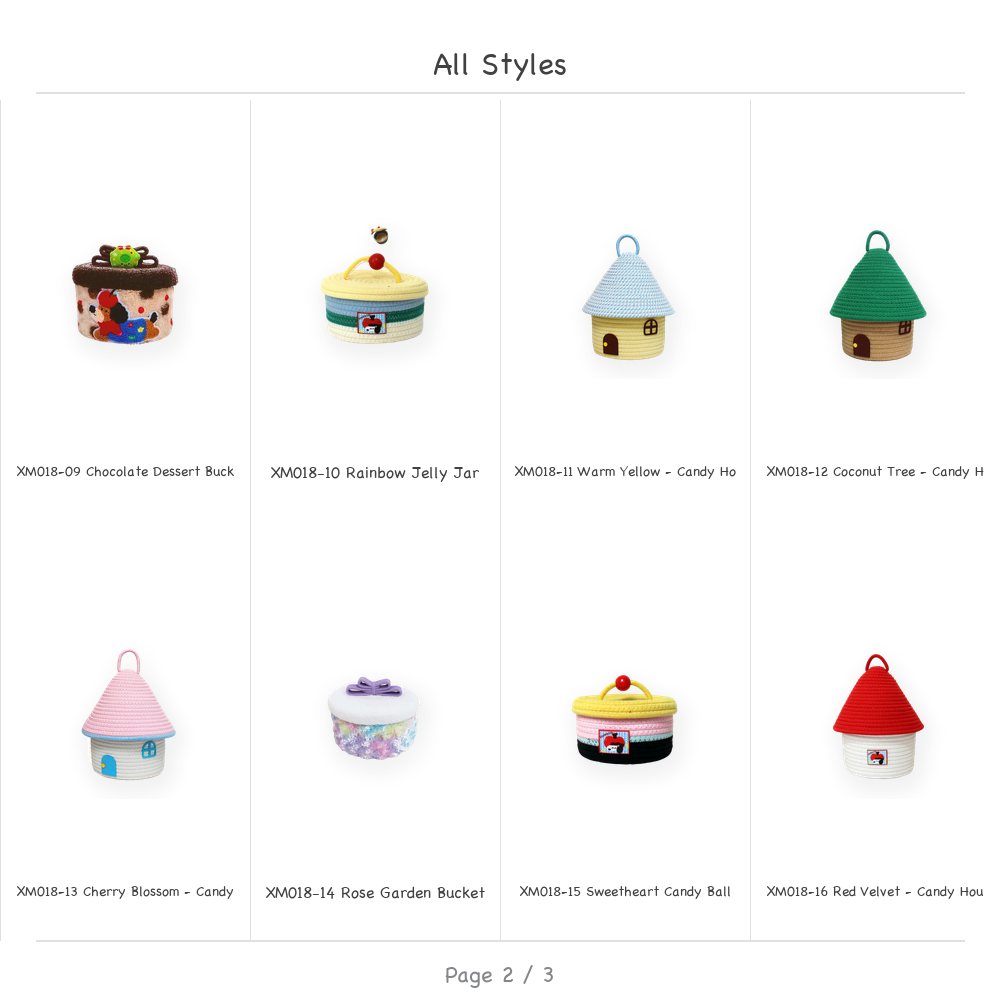 All Styles
XM018-09 Chocolate Dessert Buck
XM018-10 Rainbow Jelly Jar
XM018-11 Warm Yellow - Candy Ho
XM018-12 Coconut Tree - Candy H
XM018-13 Cherry Blossom - Candy
XM018-14 Rose Garden Bucket
XM018-15 Sweetheart Candy Ball
XM018-16 Red Velvet - Candy Hou
Page 2 / 3